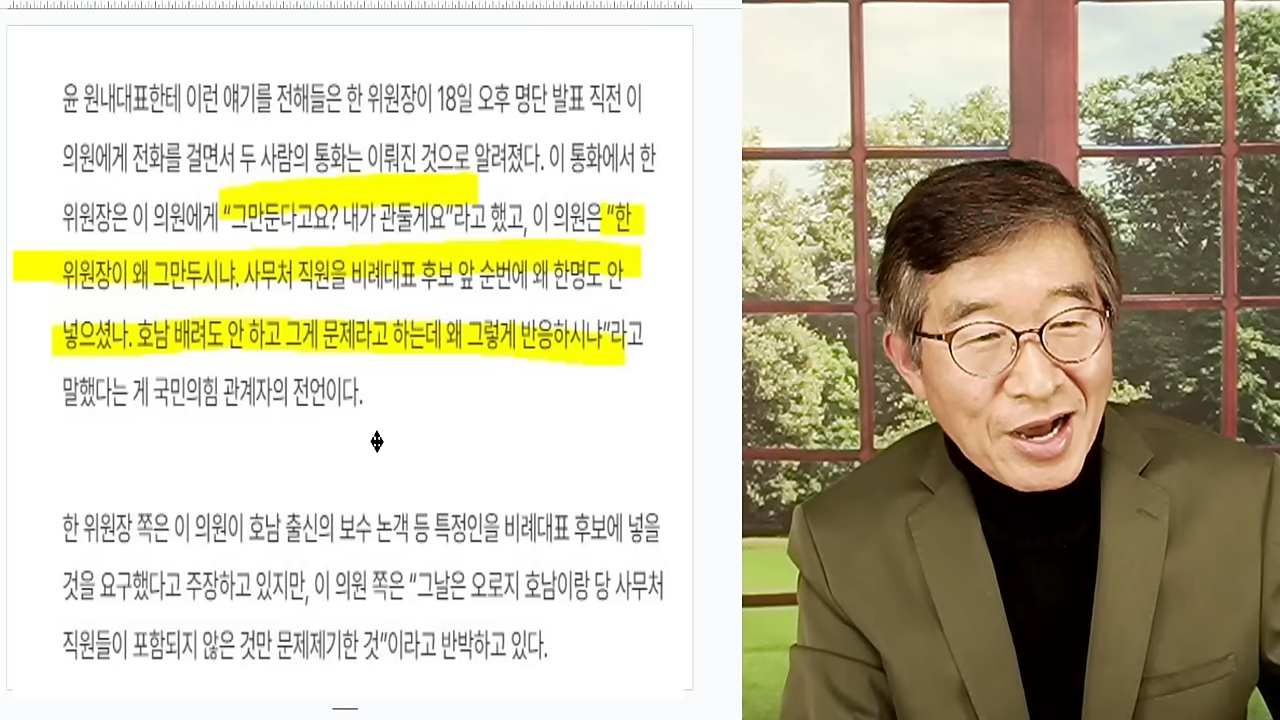 윤 원내대표한테 이런 얘기를 전해들은 한 위원장이 18일 오후 명단 발표 직전 이
의원에게 전화를 걸면서 두 사람의 통화는 이뤄진 것으로 알려졌다. 이 통화에서 한
위원장은 이 의원에게 “그만둔다고요? 내가 관둘게요”라고 했고, 이 의원은 “한
위원장이 왜 그만두시냐. 사무처 직원을 비례대표 후보 앞 순번에 왜 한명도 안
넣으셨냐. 호남 배려도 안 하고 그게 문제라고 하는데 왜 그렇게 반응하시냐”라고
말했다는 게 국민의힘 관계자의 전언이다.
한 위원장 쪽은 이 의원이 호남 출신의 보수 논객 등 특정인을 비례대표 후보에 넣을
것을 요구했다고 주장하고 있지만, 이 의원 쪽은 “그날은 오로지 호남이랑 당 사무처
직원들이 포함되지 않은 것만 문제제기한 것”이라고 반박하고 있다.